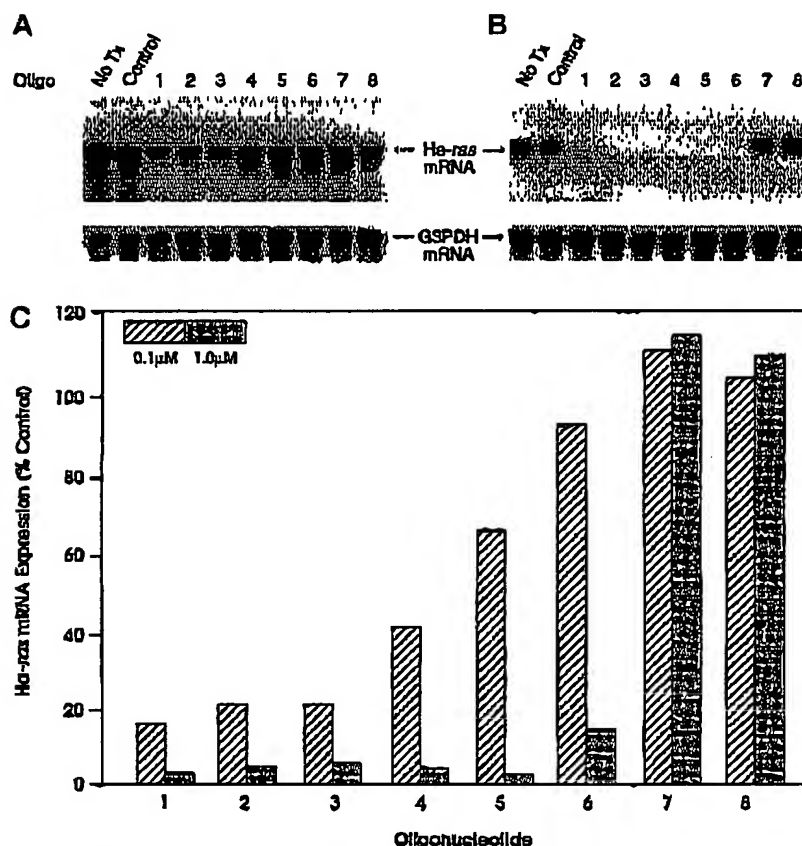 A
B
Oligo No Tx Control 1 2 3 4 5 6 7 8
No Tx Control 1 2 3 4 5 6 7 8
Ha-ras
mRNA
G3PDH
mRNA
C
Ha-ras mRNA Expression (% Control)
120
100
80
60
40
20
0
0.1μM 1.0μM
1 2 3 4 5 6 7 8
Oligonucleotide